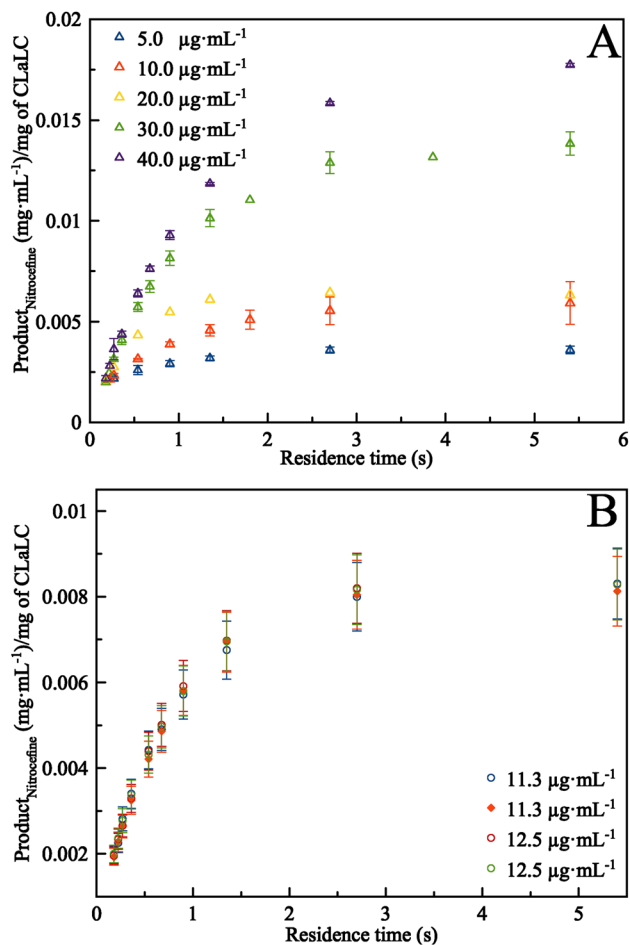 A
5.0 µg·mL-1
10.0 µg·mL-1
20.0 µg·mL-1
30.0 µg·mL-1
40.0 µg·mL-1
0.02
0.015
0.01
0.005
0
0 1 2 3 4 5 6
ProductNitrocefine (mg·mL-1)/mg of CLaLC
Residence time (s)
B
0.01
0.008
0.006
0.004
0.002
11.3 µg·mL-1
11.3 µg·mL-1
12.5 µg·mL-1
12.5 µg·mL-1
0 1 2 3 4 5
ProductNitrocefine (mg·mL-1)/mg of CLaLC
Residence time (s)